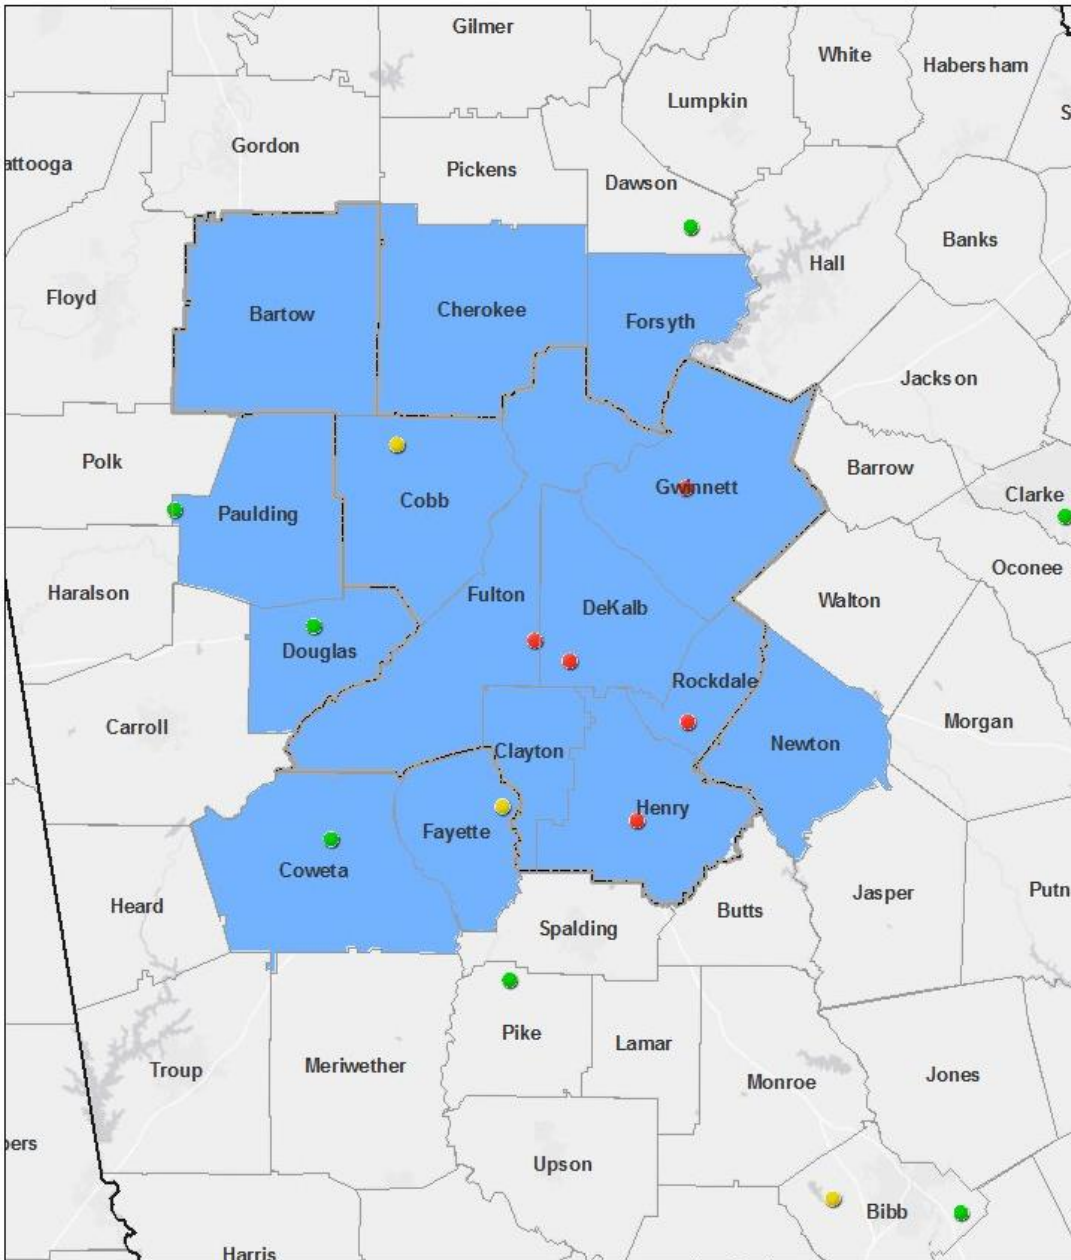 Gilmer
White
Habersham
Lumpkin
S
Gordon
attooga
Pickens
Dawson
Banks
Hall
Floyd
Bartow
Cherokee
Forsyth
Jackson
Polk
Barrow
Gwinnett
Clarke
Cobb
Paulding
Oconee
Haralson
Fulton
DeKalb
Walton
Douglas
Rockdale
Carroll
Morgan
Newton
Clayton
Henry
Fayette
Coweta
Jasper
Putn
Heard
Butts
Spalding
Pike
Lamar
Troup
Meriwether
Monroe
Jones
pers
Upson
Bibb
Harris